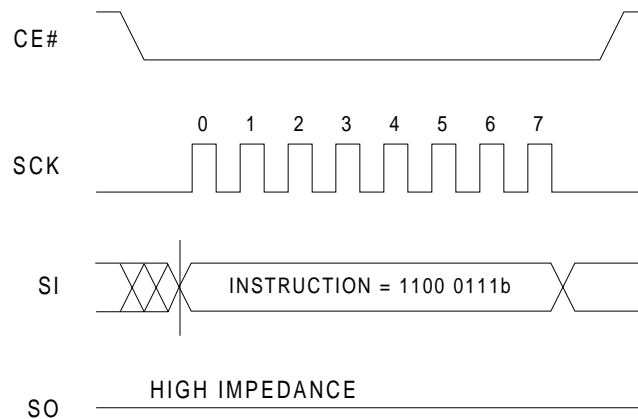 CE#
0 1 2 3 4 5 6 7
SCK
SI INSTRUCTION = 1100 0111b
HIGH IMPEDANCE
SO